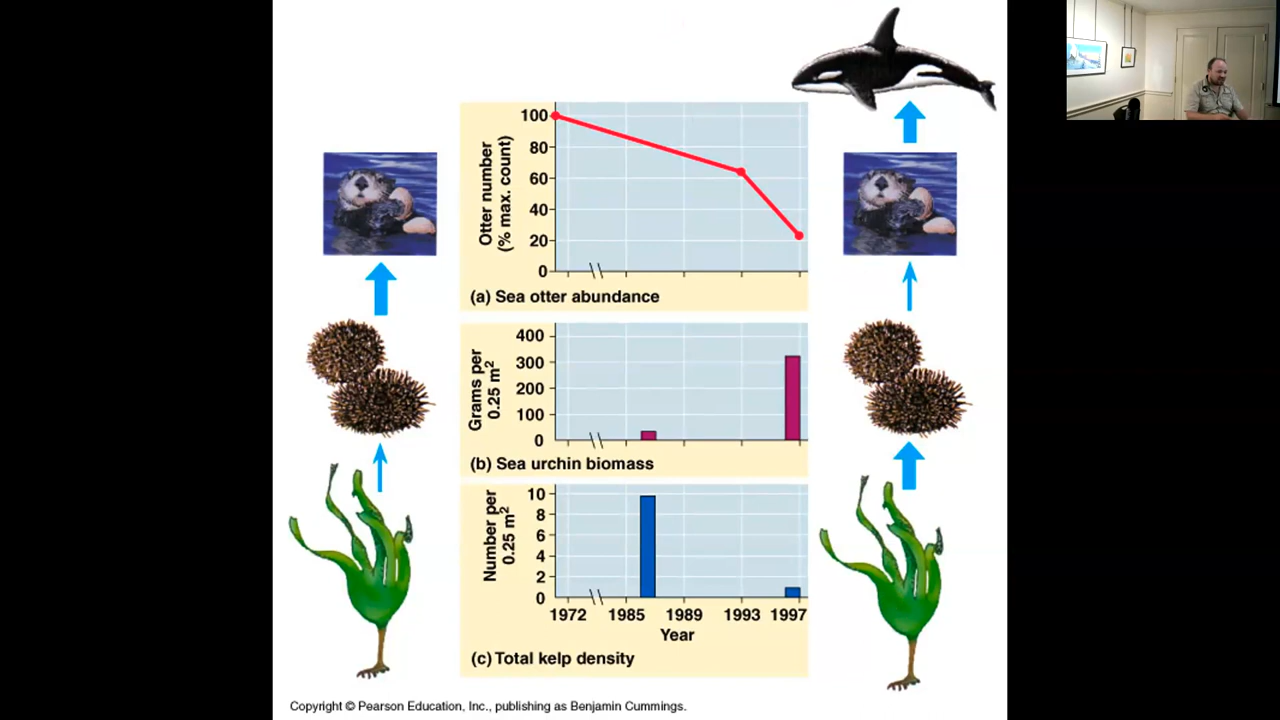 100
80
60
40
20
0
Otter number
(% max. count)
(a) Sea otter abundance
400
300
200
100
0
Grams per
0.25 m²
(b) Sea urchin biomass
10
8
6
4
2
0
Number per
0.25 m²
1972 1985 1989 1993 1997
Year
(c) Total kelp density
Copyright © Pearson Education, Inc., publishing as Benjamin Cummings.